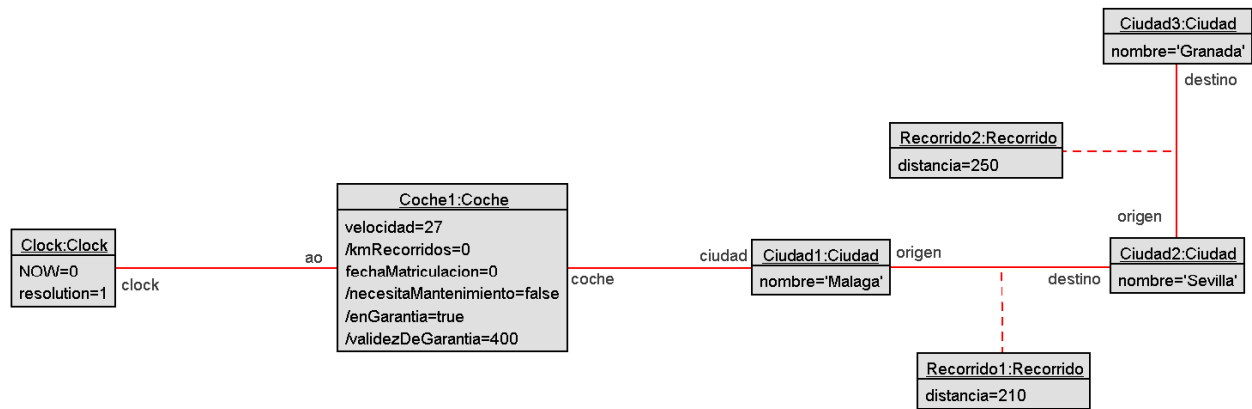 Ciudad3:Ciudad
nombre='Granada'
destino
Recorrido2:Recorrido
distancia=250
Coche1:Coche
velocidad=27
/kmRecorridos=0
fechaMatriculacion=0
/necesitaMantenimiento=false
/enGarantia=true
/validezDeGarantia=400
Clock:Clock
NOW=0
resolution=1
clock
ao
coche
ciudad
Ciudad1:Ciudad
nombre='Malaga'
origen
destino
origen
Ciudad2:Ciudad
nombre='Sevilla'
Recorrido1:Recorrido
distancia=210